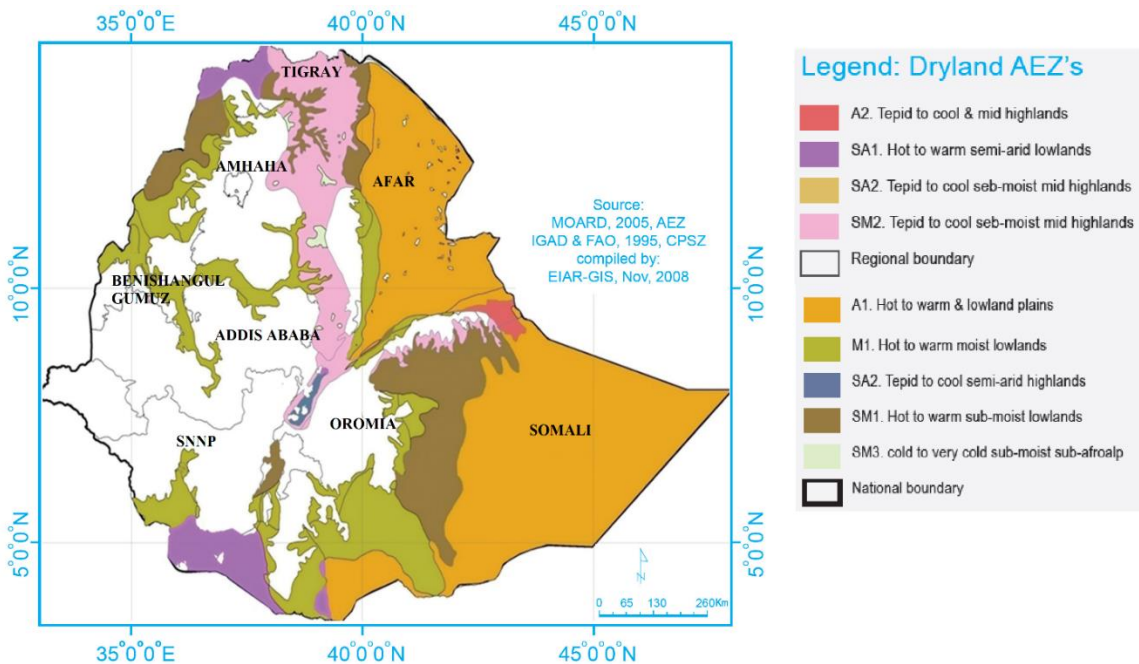 35°0'0"E
40°0'0"N
45°0'0"N
TIGRAY
AMHAHA
AFAR
Source:
MOARD, 2005, AEZ
IGAD & FAO, 1995, CPSZ
compiled by:
EIAR-GIS, Nov, 2008
10°0'0"N
10°0'0"N
BENISHANGUL
GUMUZ
ADDIS ABABA
OROMIA
SOMALI
SNNP
5°0'0"N
5°0'0"N
N
0 65 130 260Km
35°0'0"E
40°0'0"N
45°0'0"N
Legend: Dryland AEZ's
A2. Tepid to cool & mid highlands
SA1. Hot to warm semi-arid lowlands
SA2. Tepid to cool seb-moist mid highlands
SM2. Tepid to cool seb-moist mid highlands
Regional boundary
A1. Hot to warm & lowland plains
M1. Hot to warm moist lowlands
SA2. Tepid to cool semi-arid highlands
SM1. Hot to warm sub-moist lowlands
SM3. cold to very cold sub-moist sub-afroalp
National boundary